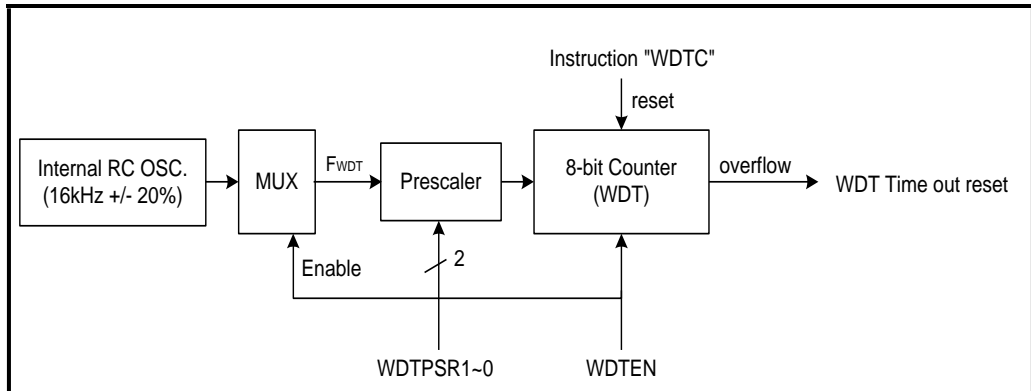 Instruction "WDTC"
reset
Internal RC OSC.
(16kHz +/- 20%)
MUX
FWDT
Prescaler
8-bit Counter
(WDT)
overflow
WDT Time out reset
Enable
2
WDTPSR1~0
WDTEN